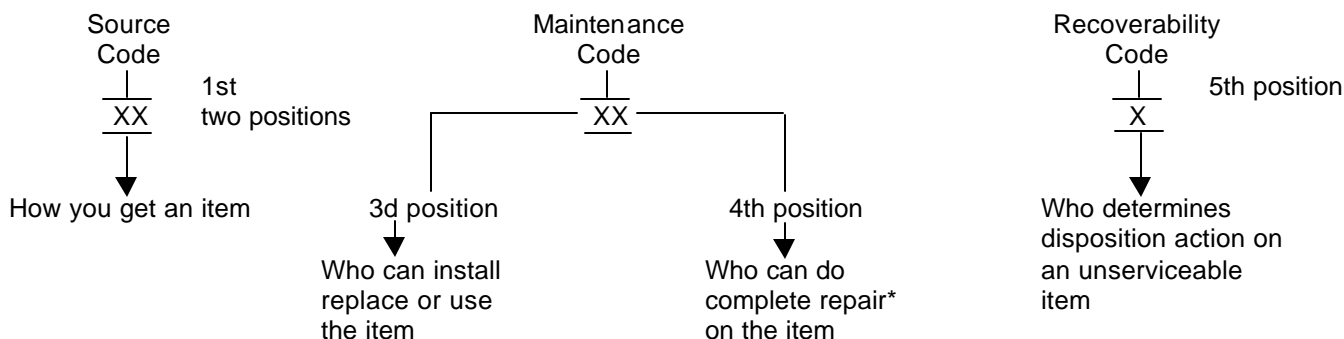 Source
Code
XX
1st
two positions
How you get an item
Maintenance
Code
XX
3d position
Who can install
replace or use
the item
4th position
Who can do
complete repair*
on the item
Recoverability
Code
X
5th position
Who determines
disposition action on
an unserviceable
item